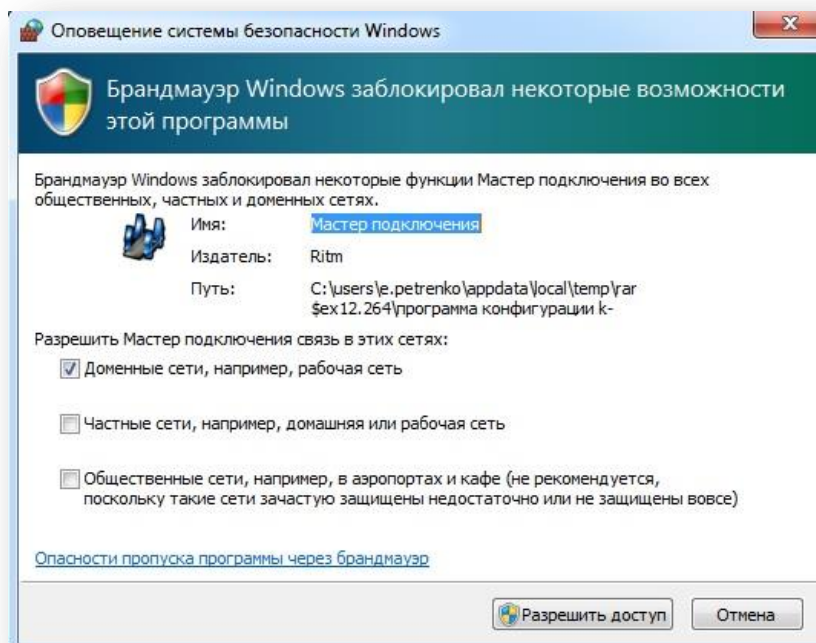 Оповещение системы безопасности Windows
Брандмауэр Windows заблокировал некоторые возможности
этой программы
Брандмауэр Windows заблокировал некоторые функции Мастер подключения во всех
общественных, частных и доменных сетях.
Имя: Мастер подключения
Издатель: Ritm
Путь: C:\users\e.petrenko\appdata\local\temp\rar
$ex12.264\программа конфигурации k-
Разрешить Мастер подключения связь в этих сетях:
Доменные сети, например, рабочая сеть
Частные сети, например, домашняя или рабочая сеть
Общественные сети, например, в аэропортах и кафе (не рекомендуется,
поскольку такие сети зачастую защищены недостаточно или не защищены вовсе)
Опасности пропуска программы через брандмауэр
Разрешить доступ Отмена